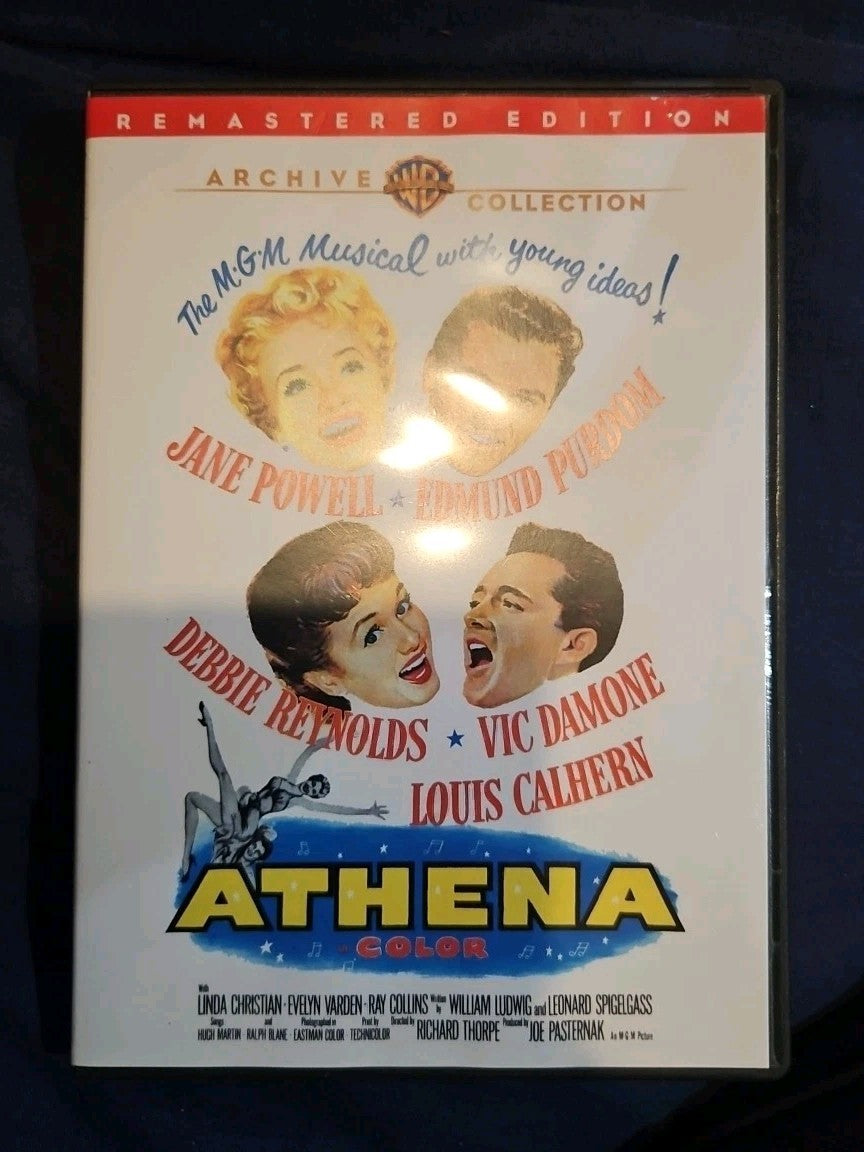 REMASTERED EDITION
ARCHIVE WB COLLECTION
The M·G·M Musical with young ideas!
JANE POWELL ★ EDMUND PURDOM
DEBBIE REYNOLDS ★ VIC DAMONE
LOUIS CALHERN
ATHENA
in COLOR
With
LINDA CHRISTIAN · EVELYN VARDEN · RAY COLLINS Written by WILLIAM LUDWIG and LEONARD SPIGELGASS
Songs HUGH MARTIN and RALPH BLANE · Photographed in EASTMAN COLOR · Print by TECHNICOLOR Directed by RICHARD THORPE Produced by JOE PASTERNAK An M-G-M Picture